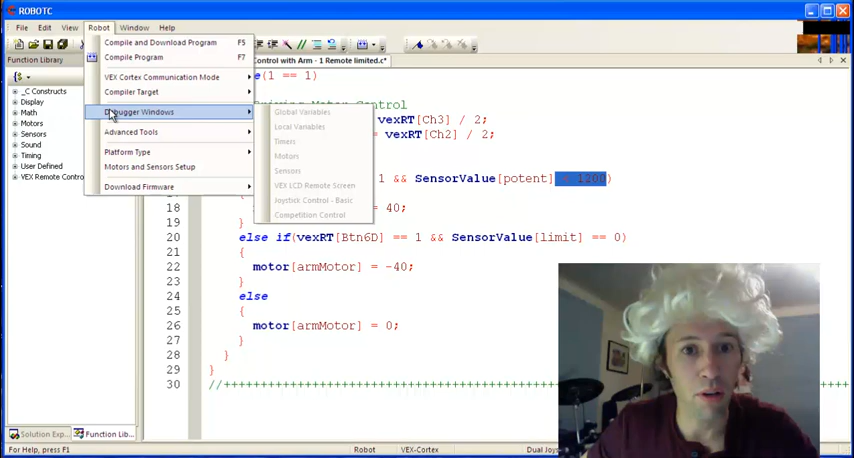 ROBOTC
File Edit View Robot Window Help
Function Library
_C Constructs
Display
Math
Motors
Sensors
Sound
Timing
User Defined
VEX Remote Contro
Compile and Download Program F5
Compile Program F7
VEX Cortex Communication Mode
Compiler Target
Debugger Windows
Advanced Tools
Platform Type
Motors and Sensors Setup
Download Firmware
Global Variables
Local Variables
Timers
Motors
Sensors
VEX LCD Remote Screen
Joystick Control - Basic
Competition Control
Control with Arm - 1 Remote limited.c*
e(1 == 1)
Motor Control
vexRT[Ch3] / 2;
vexRT[Ch2] / 2;
1 && SensorValue[potent] < 1200)
18 40;
19 }
20 else if(vexRT[Btn6D] == 1 && SensorValue[limit] == 0)
21 {
22 motor[armMotor] = -40;
23 }
24 else
25 {
26 motor[armMotor] = 0;
27 }
28 }
29 }
30 //++++++++++++++++++++++++++++++++++++++++++++++++
Solution Exp... Function Lib...
For Help, press F1 Robot VEX-Cortex Dual Joys